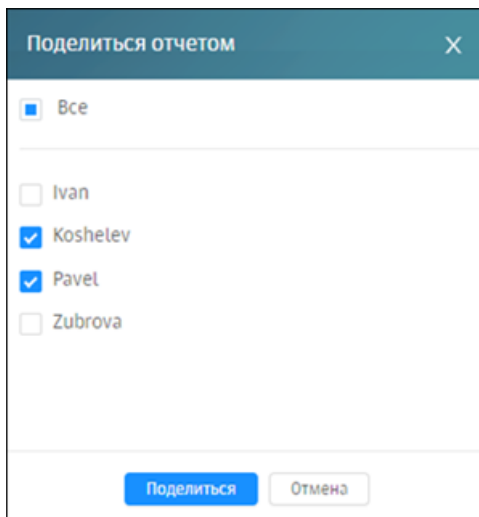 Поделиться отчетом
Все
Ivan
Koshelev
Pavel
Zubrova
Поделиться
Отмена